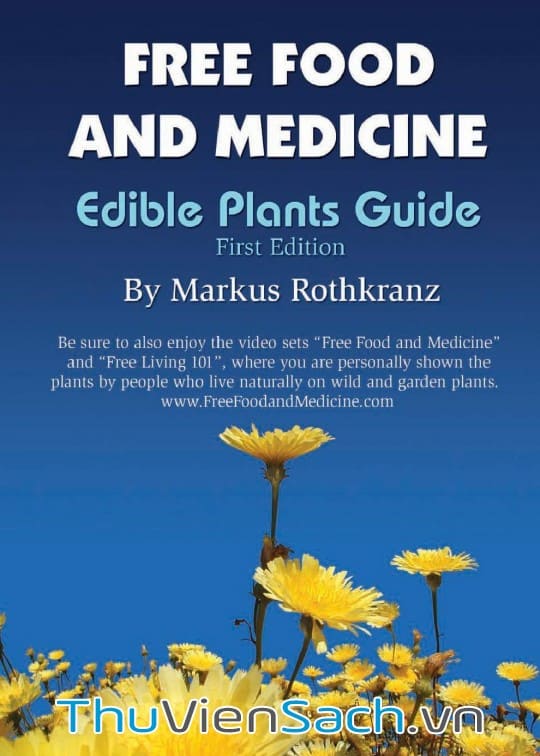 FREE FOOD
AND MEDICINE
Edible Plants Guide
First Edition
By Markus Rothkranz
Be sure to also enjoy the video sets “Free Food and Medicine”
and “Free Living 101”, where you are personally shown the
plants by people who live naturally on wild and garden plants.
www.FreeFoodandMedicine.com
ThuVienSach.vn